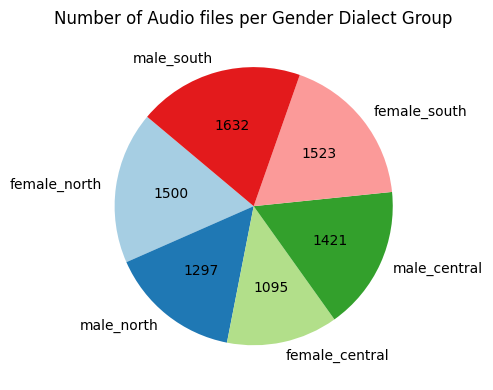 Number of Audio files per Gender Dialect Group
male_south
female_south
1632
1523
female_north
1500
1421
male_central
1297
1095
male_north
female_central